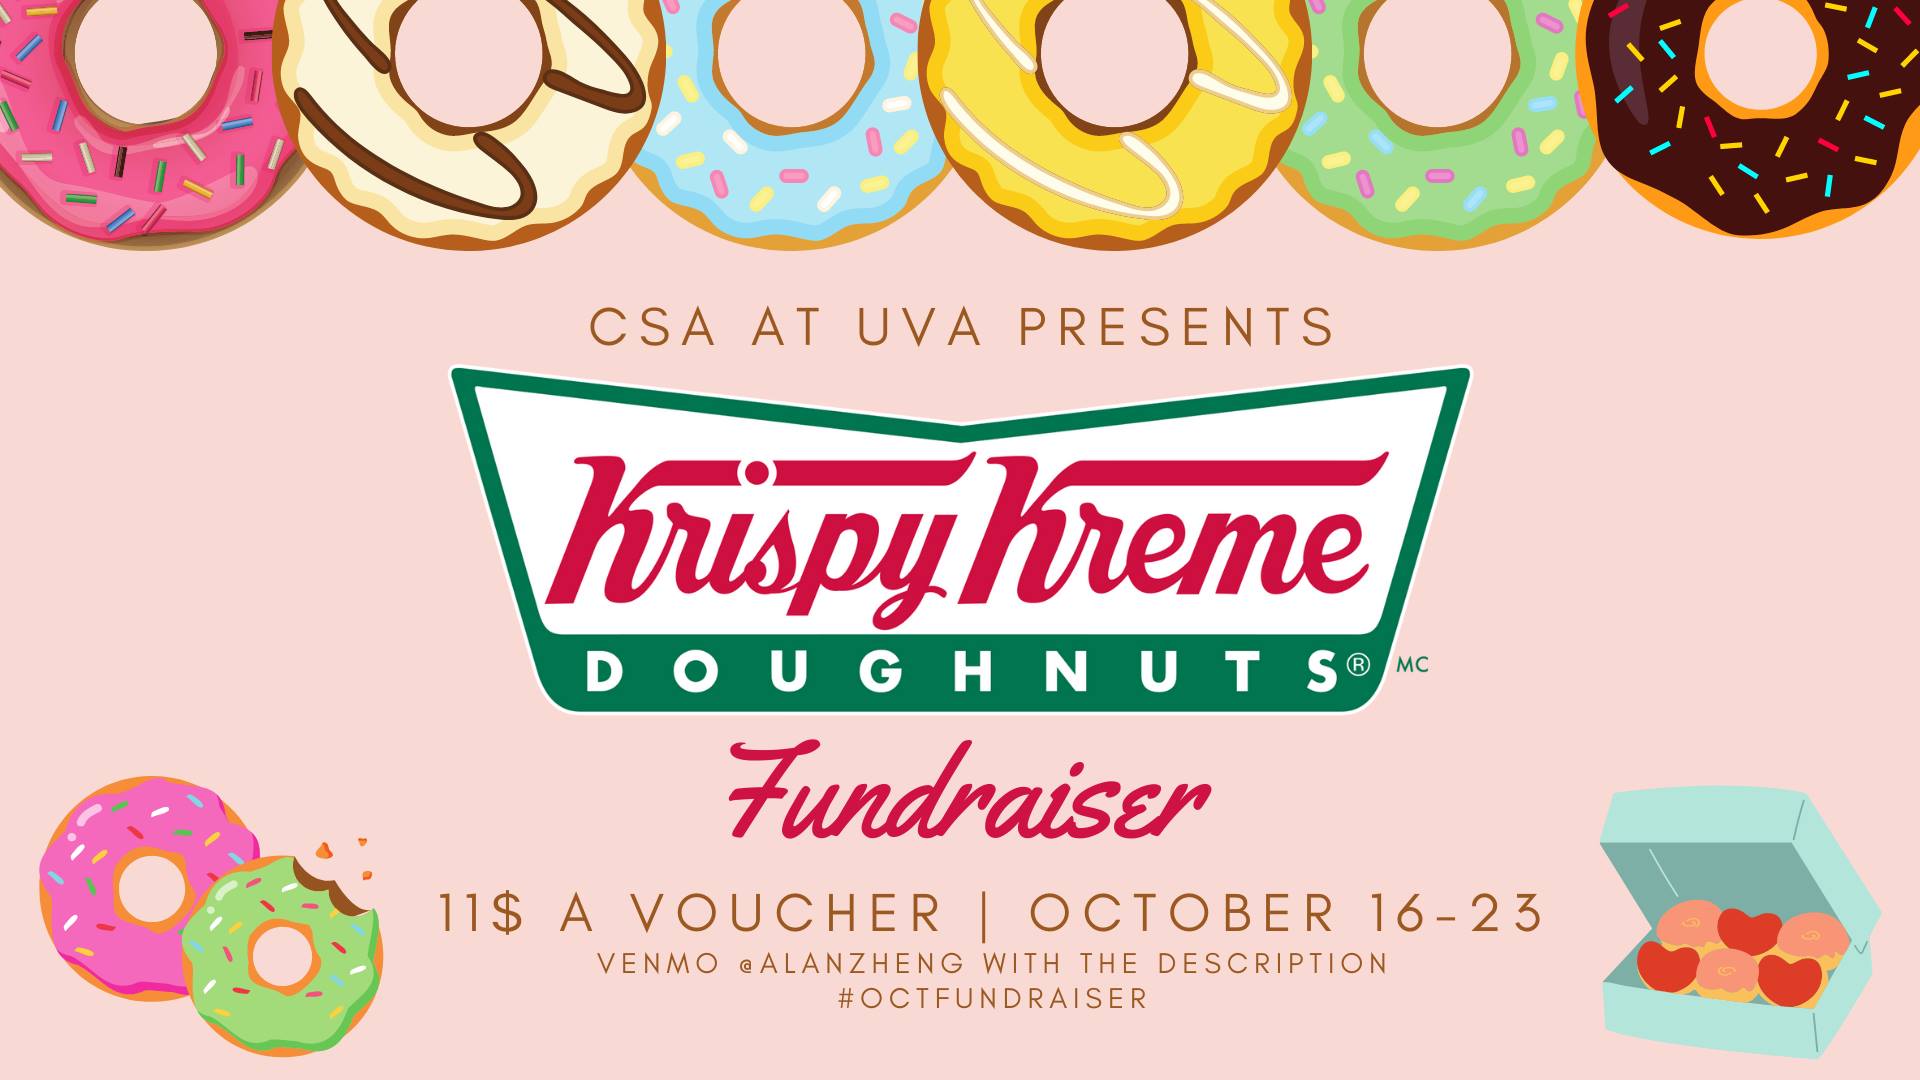 CSA AT UVA PRESENTS
Krispy Kreme
DOUGHNUTS® MC
Fundraiser
11$ A VOUCHER | OCTOBER 16-23
VENMO @ALANZHENG WITH THE DESCRIPTION
#OCTFUNDRAISER